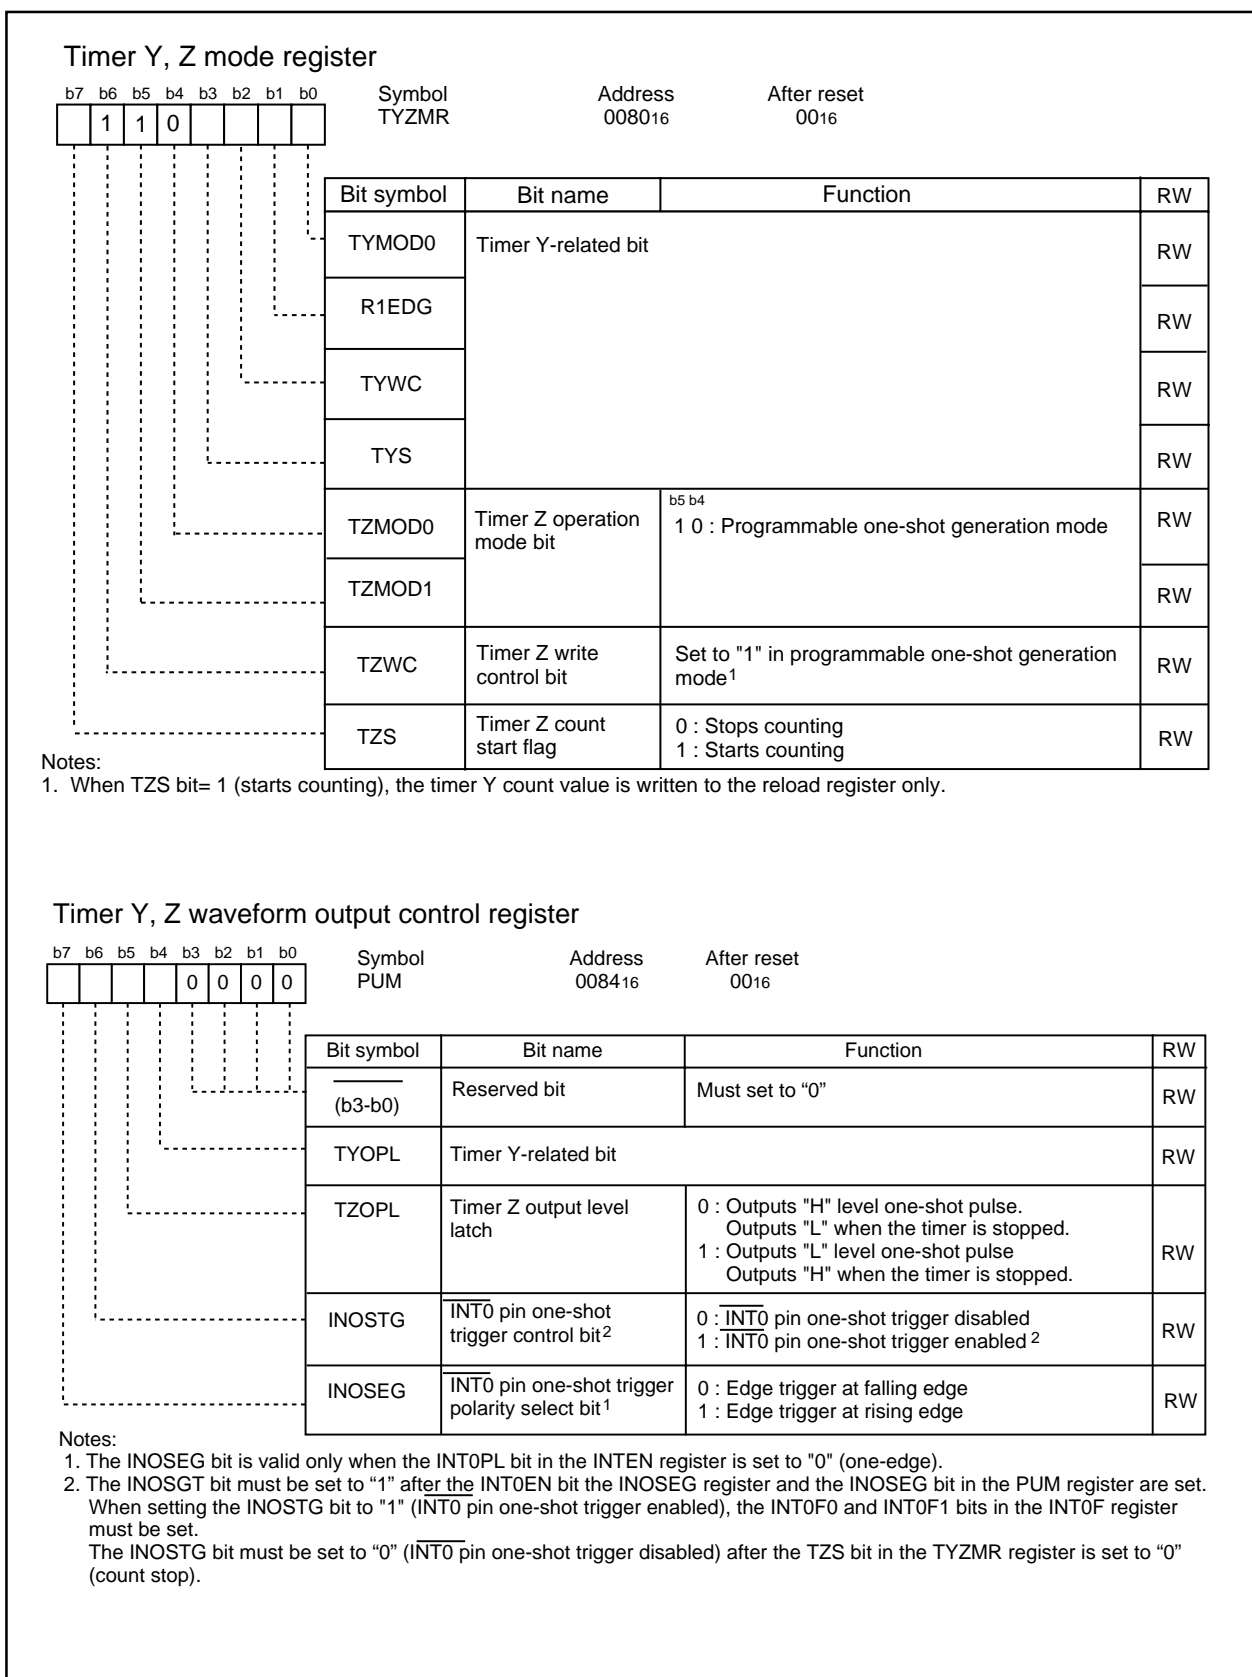 Timer Y, Z mode register
b7 b6 b5 b4 b3 b2 b1 b0
Symbol Address After reset
TYZMR 008016 0016
1 1 0
Bit symbol Bit name Function RW
TYMOD0 Timer Y-related bit RW
R1EDG RW
TYWC RW
TYS RW
b5 b4
TZMOD0 Timer Z operation mode bit 1 0 : Programmable one-shot generation mode RW
TZMOD1 RW
TZWC Timer Z write control bit Set to "1" in programmable one-shot generation mode1 RW
TZS Timer Z count start flag 0 : Stops counting
1 : Starts counting RW
Notes:
1. When TZS bit= 1 (starts counting), the timer Y count value is written to the reload register only.
Timer Y, Z waveform output control register
b7 b6 b5 b4 b3 b2 b1 b0
Symbol Address After reset
PUM 008416 0016
0 0 0 0
Bit symbol Bit name Function RW
(b3-b0) Reserved bit Must set to “0” RW
TYOPL Timer Y-related bit RW
TZOPL Timer Z output level latch 0 : Outputs "H" level one-shot pulse.
Outputs "L" when the timer is stopped.
1 : Outputs "L" level one-shot pulse
Outputs "H" when the timer is stopped. RW
INOSTG INT0 pin one-shot trigger control bit2 0 : INT0 pin one-shot trigger disabled
1 : INT0 pin one-shot trigger enabled 2 RW
INOSEG INT0 pin one-shot trigger polarity select bit1 0 : Edge trigger at falling edge
1 : Edge trigger at rising edge RW
Notes:
1. The INOSEG bit is valid only when the INT0PL bit in the INTEN register is set to "0" (one-edge).
2. The INOSGT bit must be set to “1” after the INT0EN bit the INOSEG register and the INOSEG bit in the PUM register are set.
When setting the INOSTG bit to "1" (INT0 pin one-shot trigger enabled), the INT0F0 and INT0F1 bits in the INT0F register
must be set.
The INOSTG bit must be set to “0” (INT0 pin one-shot trigger disabled) after the TZS bit in the TYZMR register is set to “0”
(count stop).